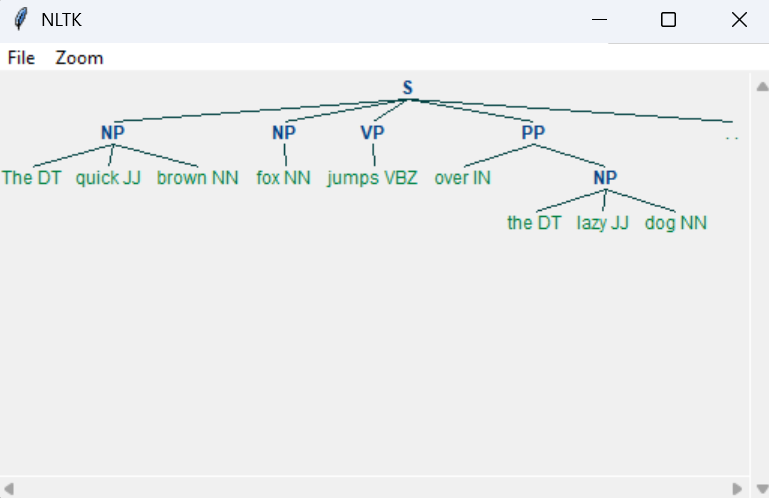 NLTK
File Zoom
S
NP NP VP PP . .
The DT quick JJ brown NN fox NN jumps VBZ over IN NP
the DT lazy JJ dog NN